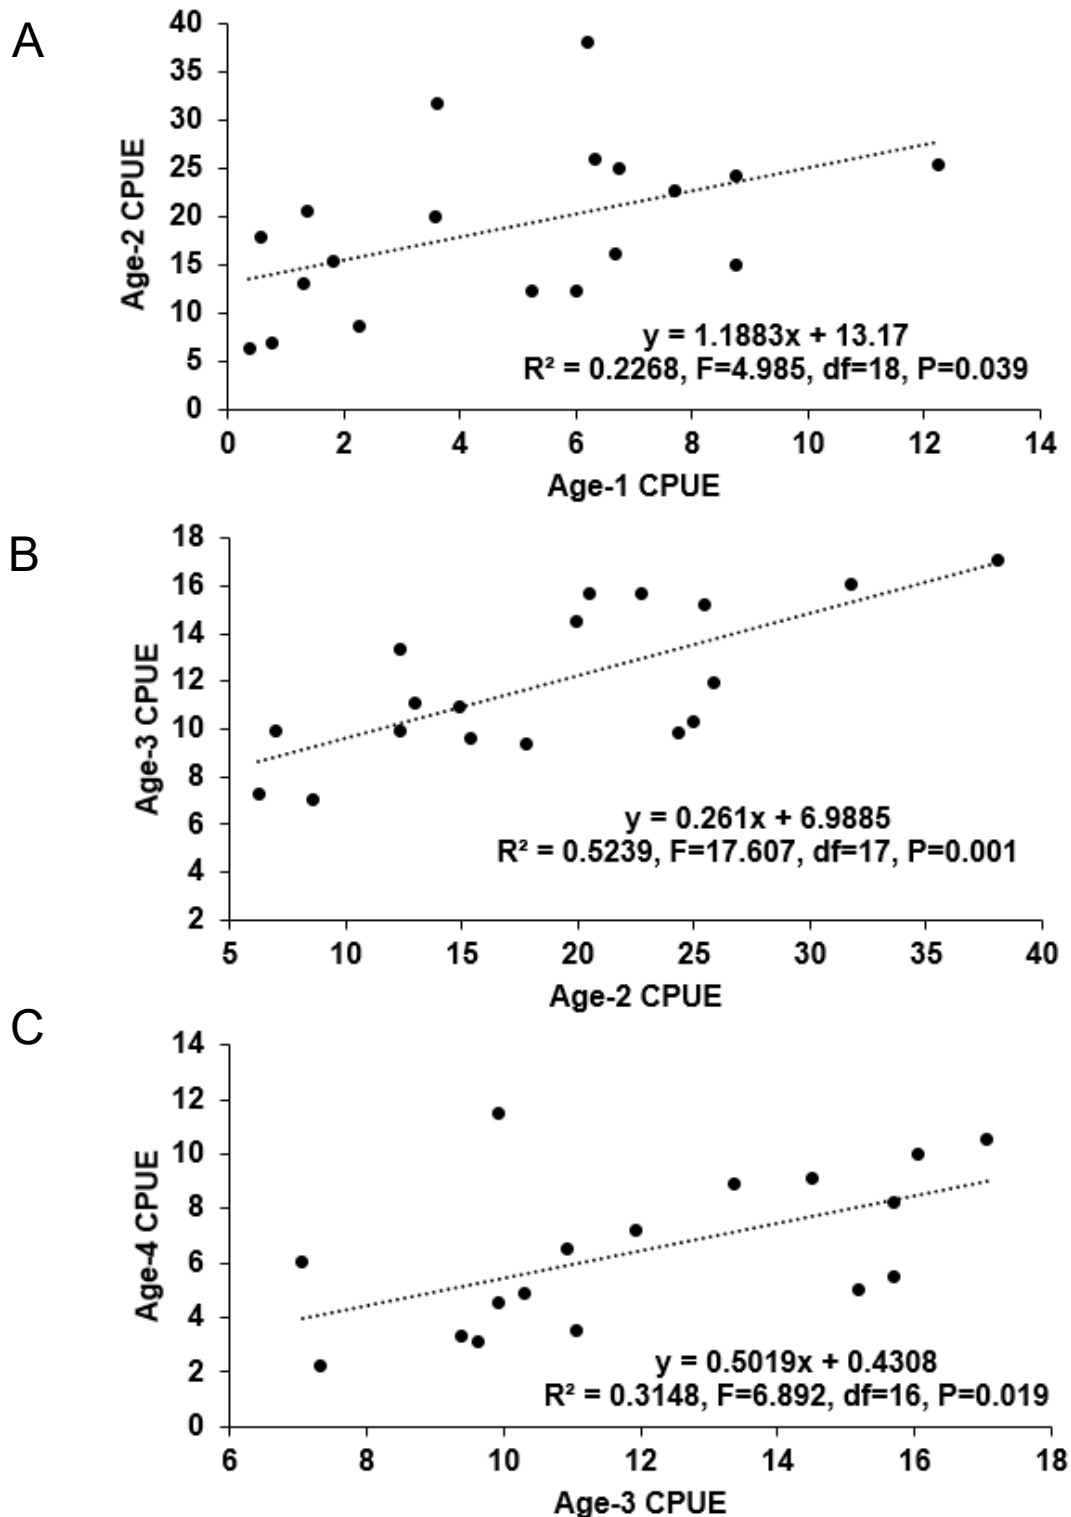 A
40
35
30
25
20
15
10
5
0
Age-2 CPUE
y = 1.1883x + 13.17
R² = 0.2268, F=4.985, df=18, P=0.039
0 2 4 6 8 10 12 14
Age-1 CPUE
B
18
16
14
12
10
8
6
4
2
Age-3 CPUE
y = 0.261x + 6.9885
R² = 0.5239, F=17.607, df=17, P=0.001
5 10 15 20 25 30 35 40
Age-2 CPUE
C
14
12
10
8
6
4
2
0
Age-4 CPUE
y = 0.5019x + 0.4308
R² = 0.3148, F=6.892, df=16, P=0.019
6 8 10 12 14 16 18
Age-3 CPUE